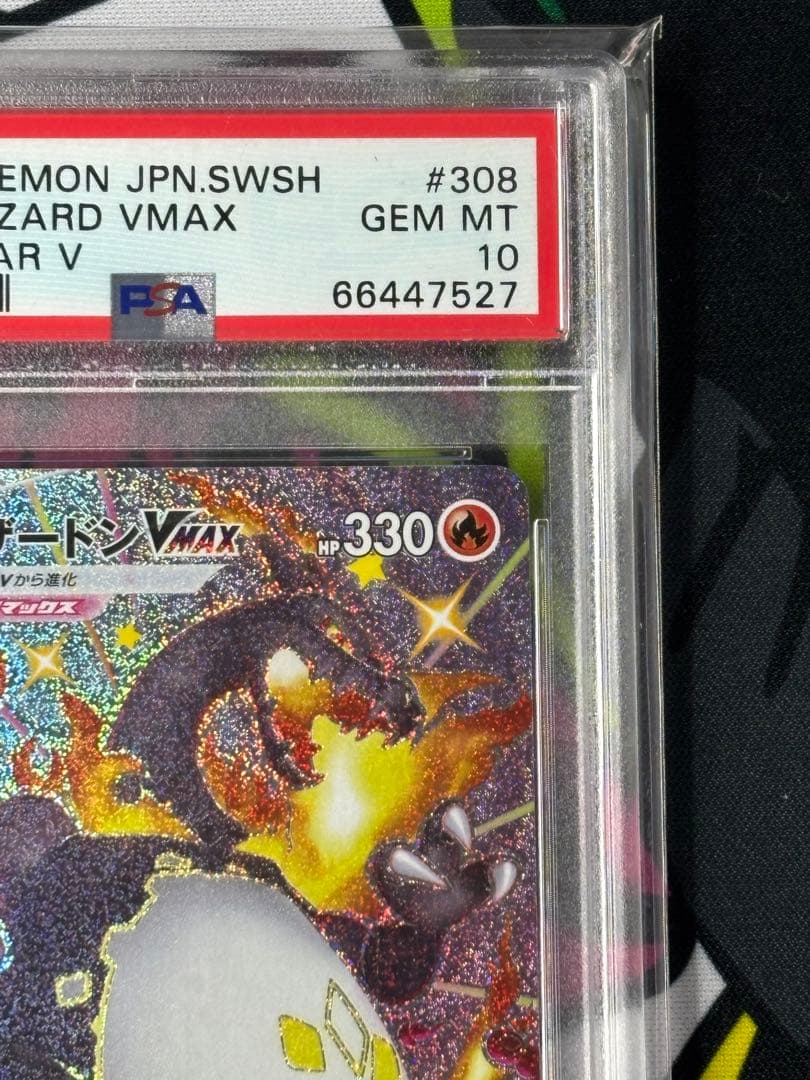 EMON JPN.SWSH #308
ZARD VMAX GEM MT
AR V 10
PSA 66447527
ザードンVMAX HP330
Vから進化
マックス